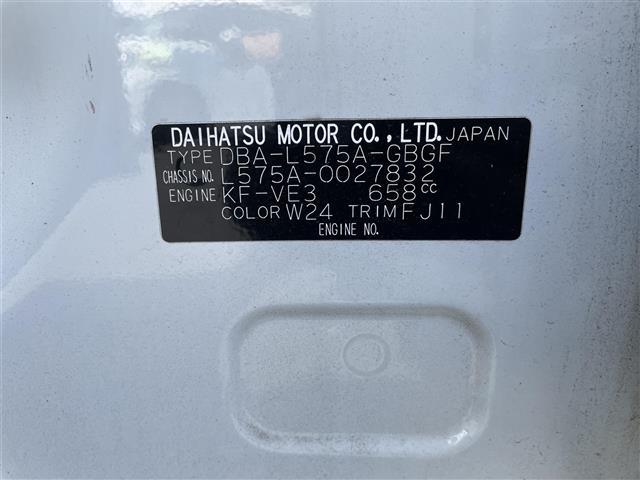 DAIHATSU MOTOR CO., LTD. JAPAN
TYPE DBA-L575A-GBGF
CHASSIS NO. L575A-0027832
ENGINE KF-VE3 658cc
COLOR W24 TRIM FJ11
ENGINE NO.